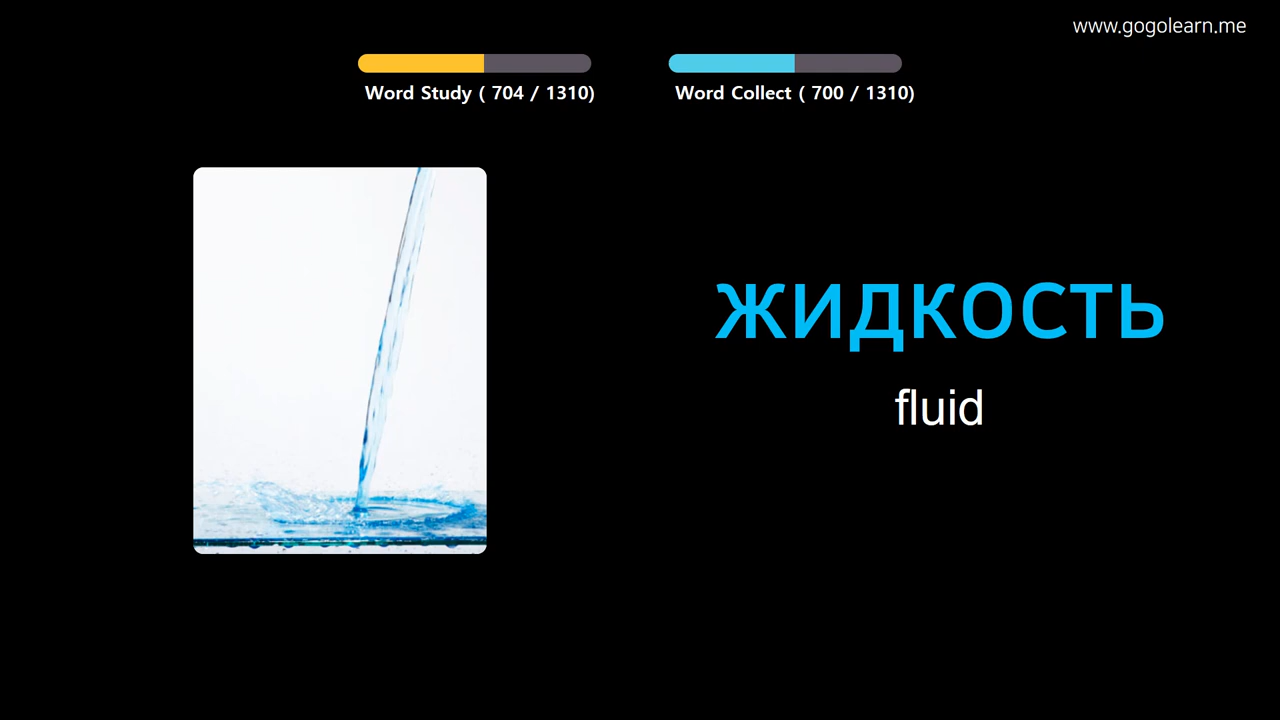 www.gogolearn.me
Word Study ( 704 / 1310)
Word Collect ( 700 / 1310)
жидкость
fluid